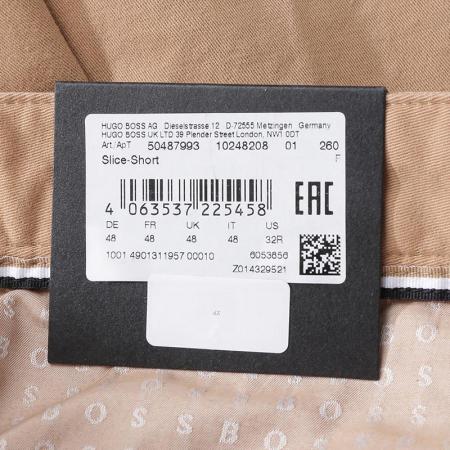 HUGO BOSS AG Dieselstrasse 12 D-72555 Metzingen Germany
HUGO BOSS UK LTD 39 Plender Street London, NW1 0DT
Art./ApT 50487993 10248208 01 260
Slice-Short F
4 063537 225458
EAC
DE FR UK IT US
48 48 48 48 32R
1001 4901311957 00010 6053656
Z014329521
BOSS BOSS